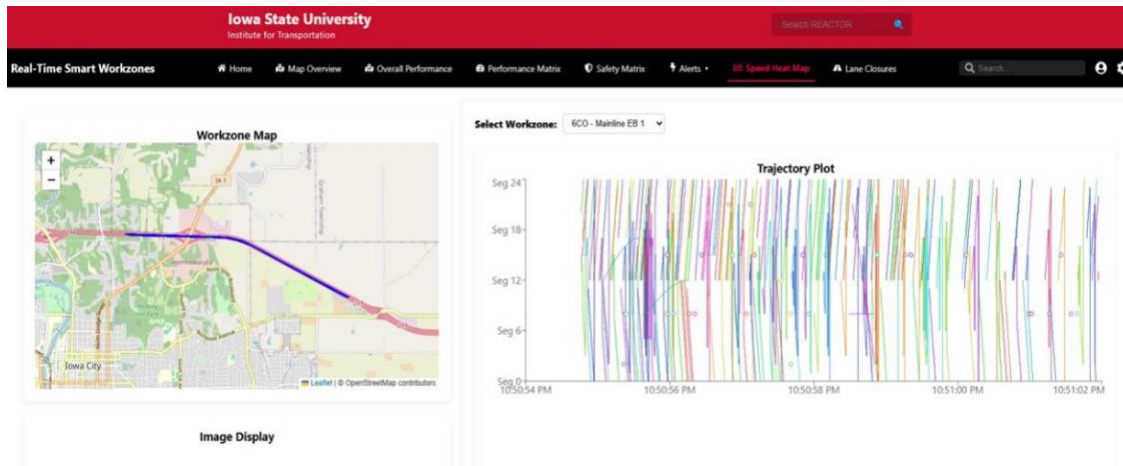 Iowa State University
Institute for Transportation
Search REACTOR
Real-Time Smart Workzones
Home
Map Overview
Overall Performance
Performance Matrix
Safety Matrix
Alerts
Speed Heat Map
Lane Closures
Search...
Workzone Map
+
−
IA 1
Iowa City
Leaflet | © OpenStreetMap contributors
Image Display
Select Workzone: 6CO - Mainline EB 1
Trajectory Plot
Seg 24
Seg 18
Seg 12
Seg 6
Seg 0
10:50:54 PM 10:50:56 PM 10:50:58 PM 10:51:00 PM 10:51:02 PM